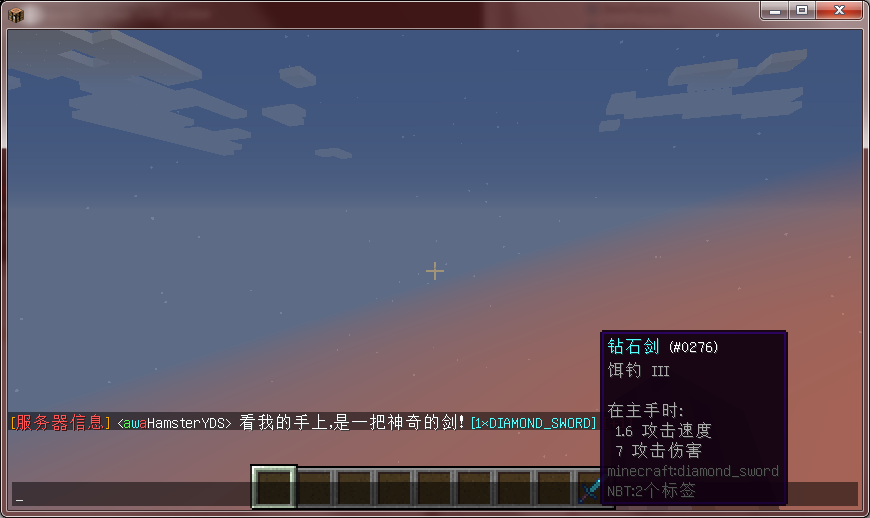 钻石剑 (#0276)
饵钓 III
在主手时:
1.6 攻击速度
7 攻击伤害
minecraft:diamond_sword
NBT:2个标签
[服务器信息] <awaHamsterYDS> 看我的手上,是一把神奇的剑! [1×DIAMOND_SWORD]
_